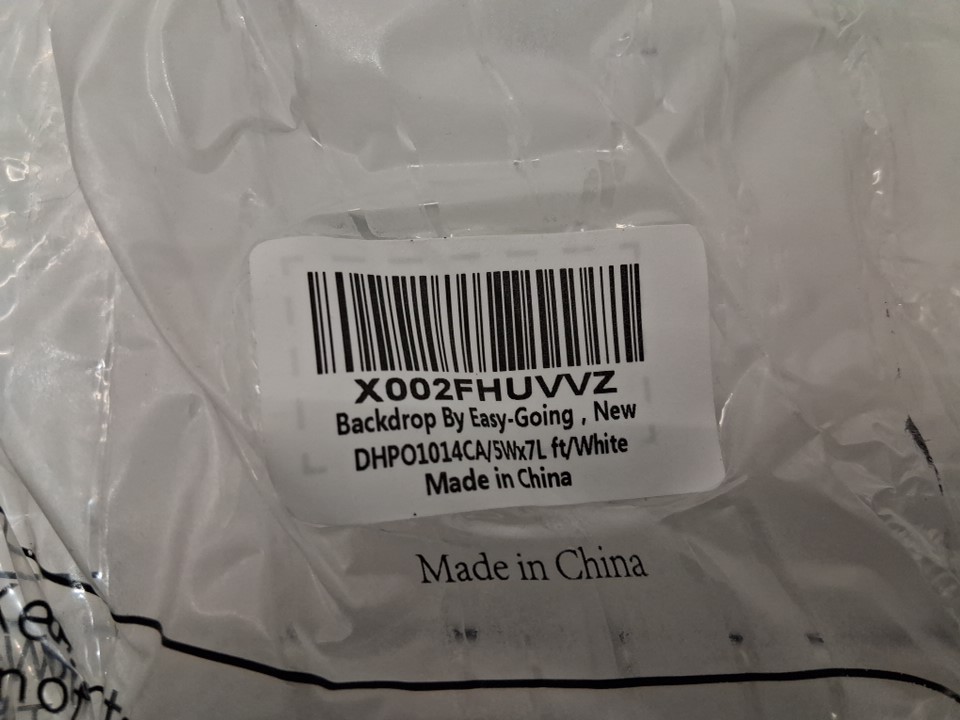 X002FHUVVZ
Backdrop By Easy-Going , New
DHPO1014CA/5Wx7L ft/White
Made in China
Made in China